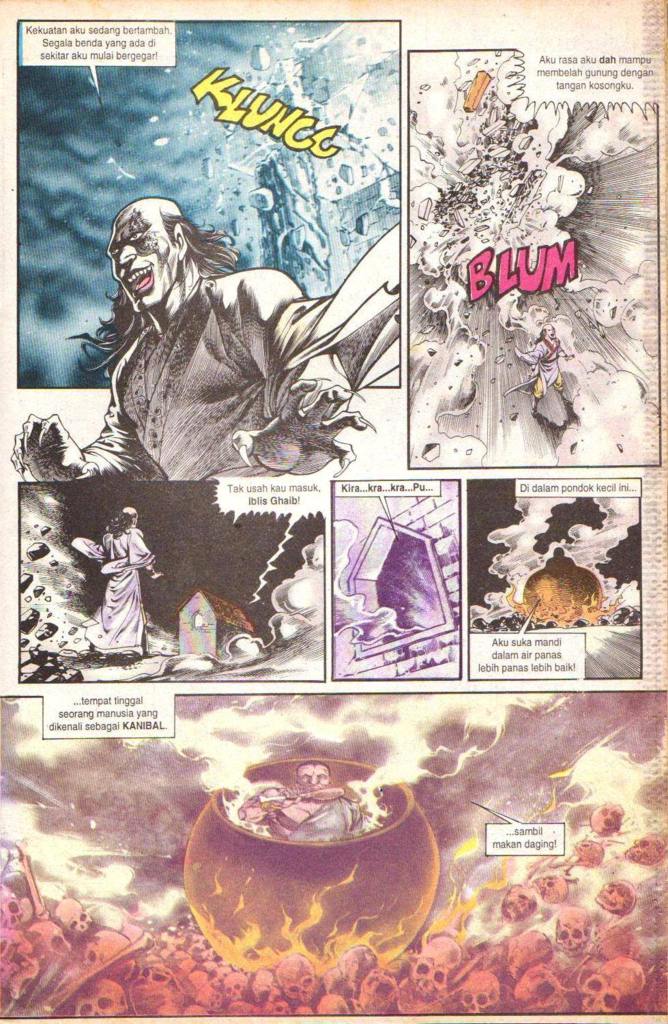 Kekuatan aku sedang bertambah.
Segala benda yang ada di
sekitar aku mulai bergegar!
KLUNGG
Aku rasa aku dah mampu
membelah gunung dengan
tangan kosongku.
BLUM
Tak usah kau masuk,
Iblis Ghaib!
Kira...kra...kra...Pu...
Di dalam pondok kecil ini...
Aku suka mandi
dalam air panas
lebih panas lebih baik!
...tempat tinggal
seorang manusia yang
dikenali sebagai KANIBAL.
...sambil
makan daging!